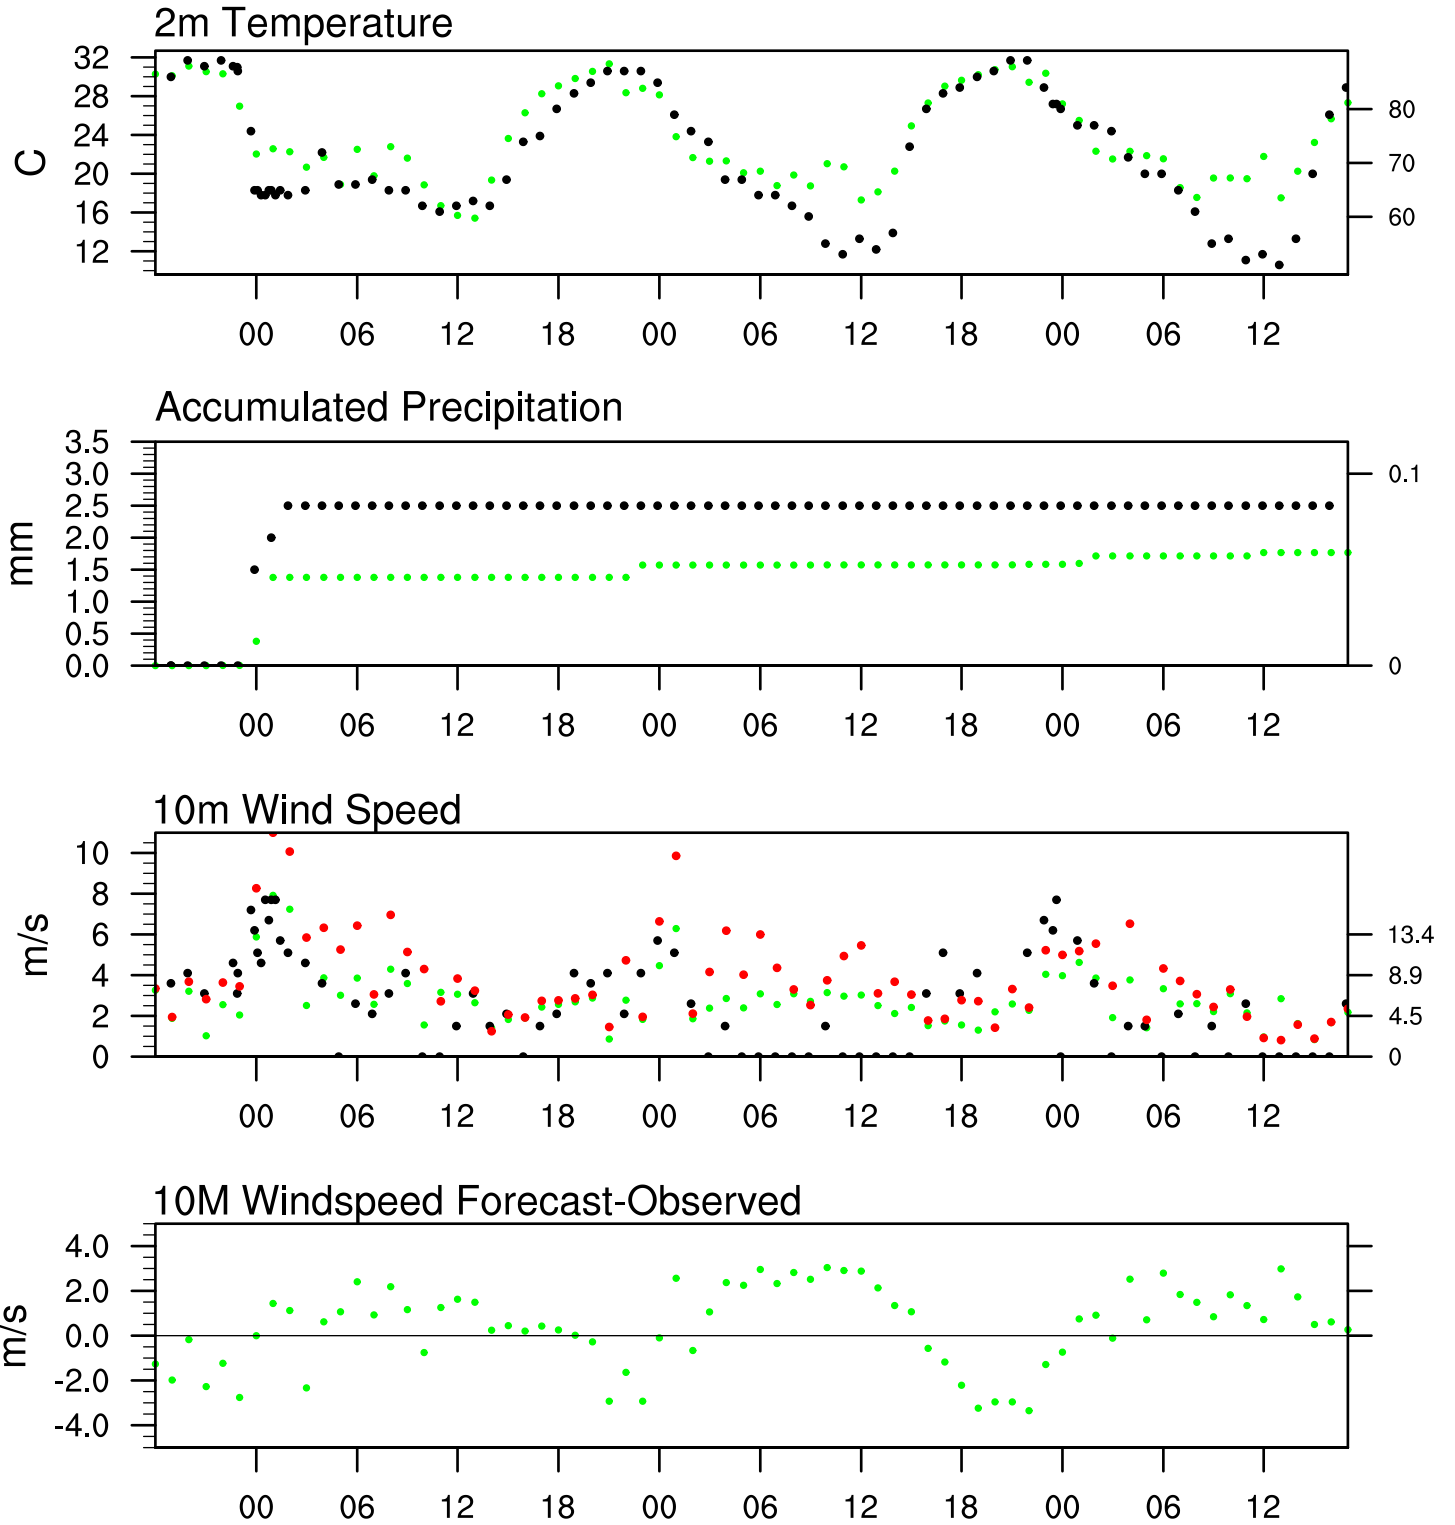 2m Temperature
32
28
24
20
16
12
C
80
70
60
00 06 12 18 00 06 12 18 00 06 12
Accumulated Precipitation
3.5
3.0
2.5
2.0
1.5
1.0
0.5
0.0
mm
0.1
0
00 06 12 18 00 06 12 18 00 06 12
10m Wind Speed
10
8
6
4
2
0
m/s
13.4
8.9
4.5
0
00 06 12 18 00 06 12 18 00 06 12
10M Windspeed Forecast-Observed
4.0
2.0
0.0
-2.0
-4.0
m/s
00 06 12 18 00 06 12 18 00 06 12